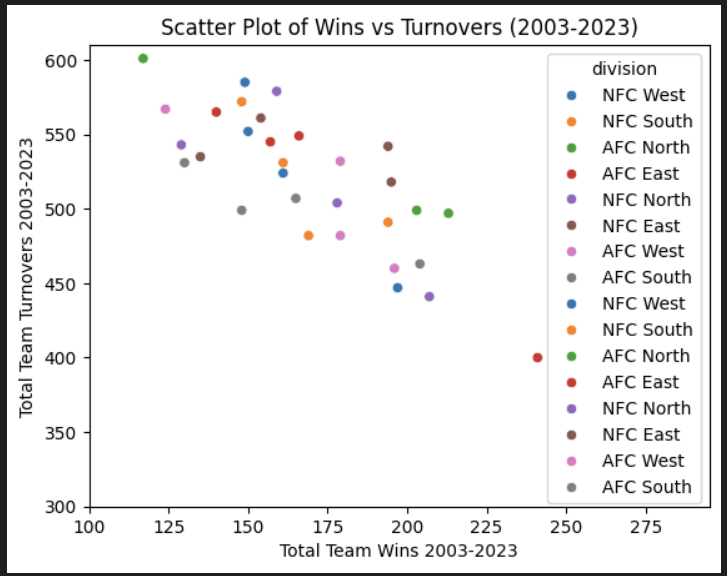 Scatter Plot of Wins vs Turnovers (2003-2023)
600
550
500
450
400
350
300
Total Team Turnovers 2003-2023
division
NFC West
NFC South
AFC North
AFC East
NFC North
NFC East
AFC West
AFC South
NFC West
NFC South
AFC North
AFC East
NFC North
NFC East
AFC West
AFC South
100 125 150 175 200 225 250 275
Total Team Wins 2003-2023